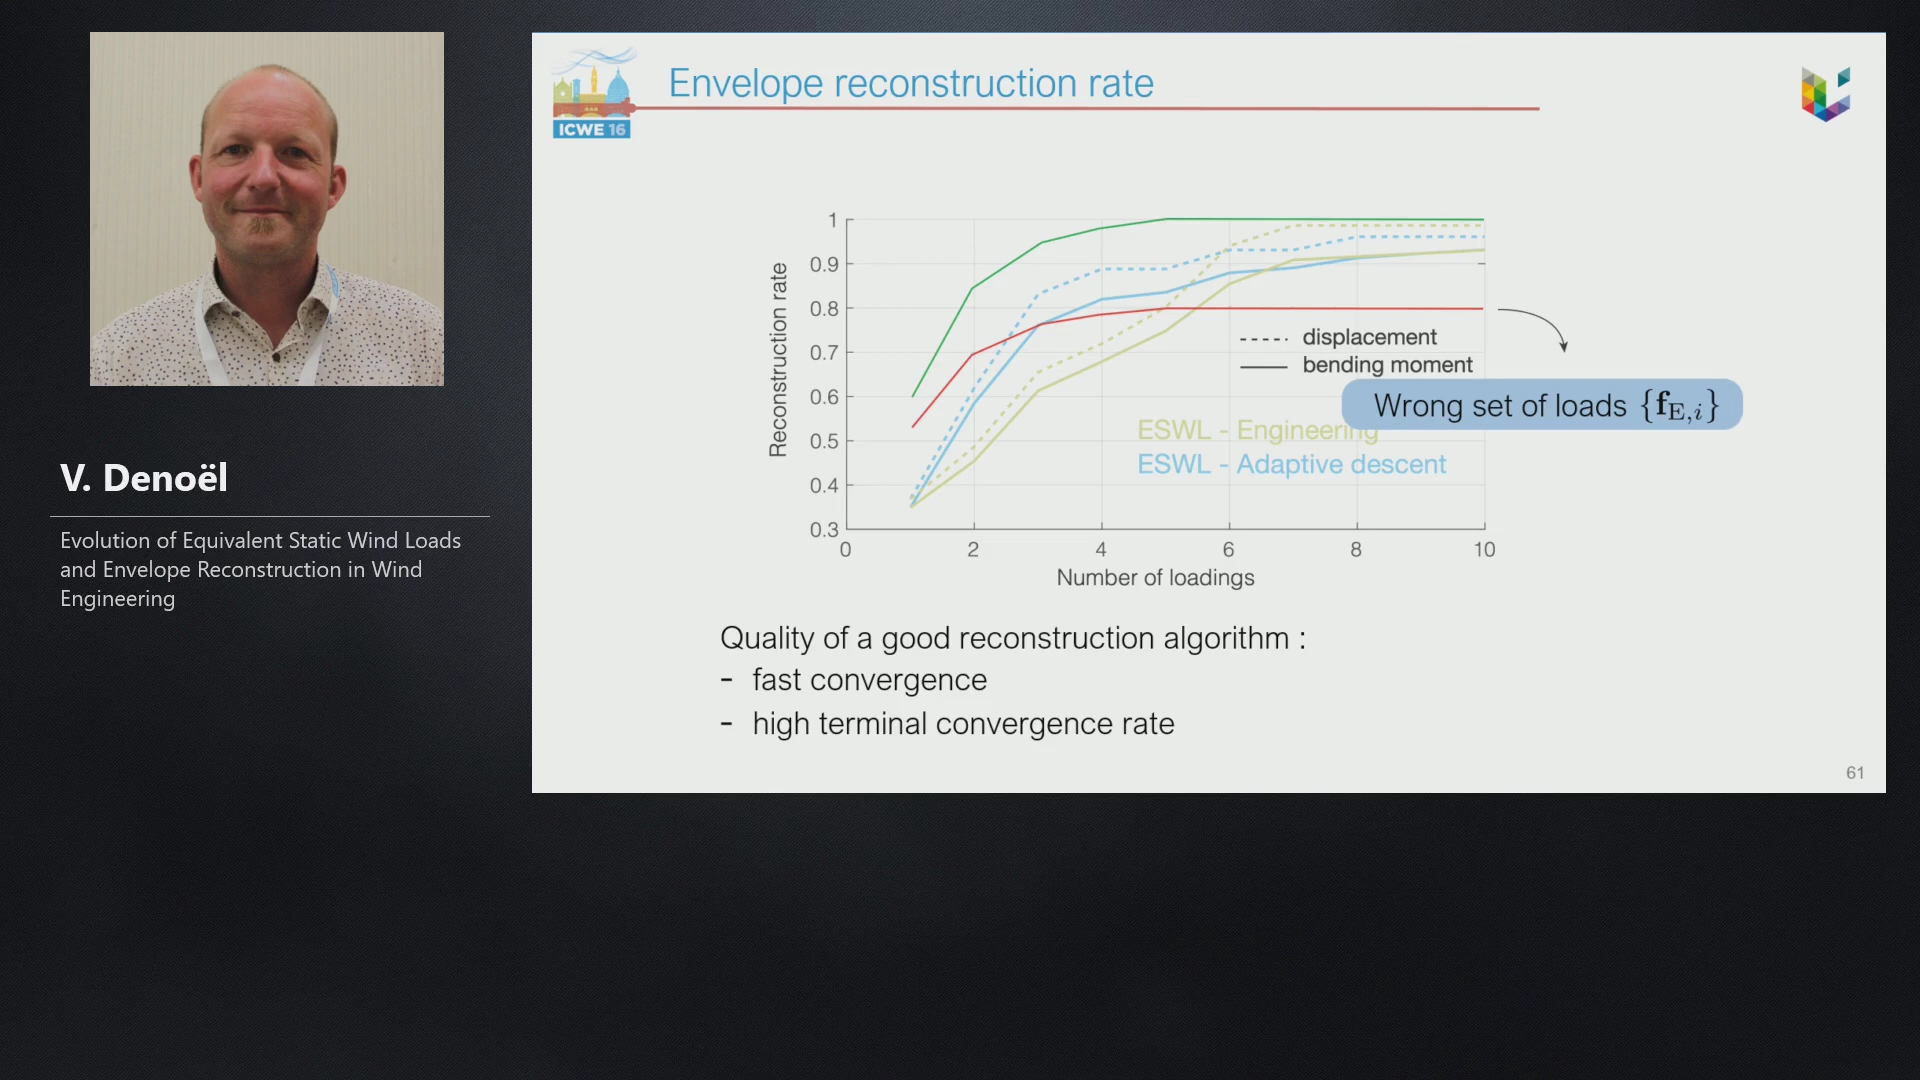 V. Denoël
Evolution of Equivalent Static Wind Loads
and Envelope Reconstruction in Wind
Engineering
ICWE 16
Envelope reconstruction rate
Reconstruction rate
1
0.9
0.8
0.7
0.6
0.5
0.4
0.3
0 2 4 6 8 10
Number of loadings
displacement
bending moment
Wrong set of loads {f_E,i}
ESWL - Engineering
ESWL - Adaptive descent
Quality of a good reconstruction algorithm :
- fast convergence
- high terminal convergence rate
61